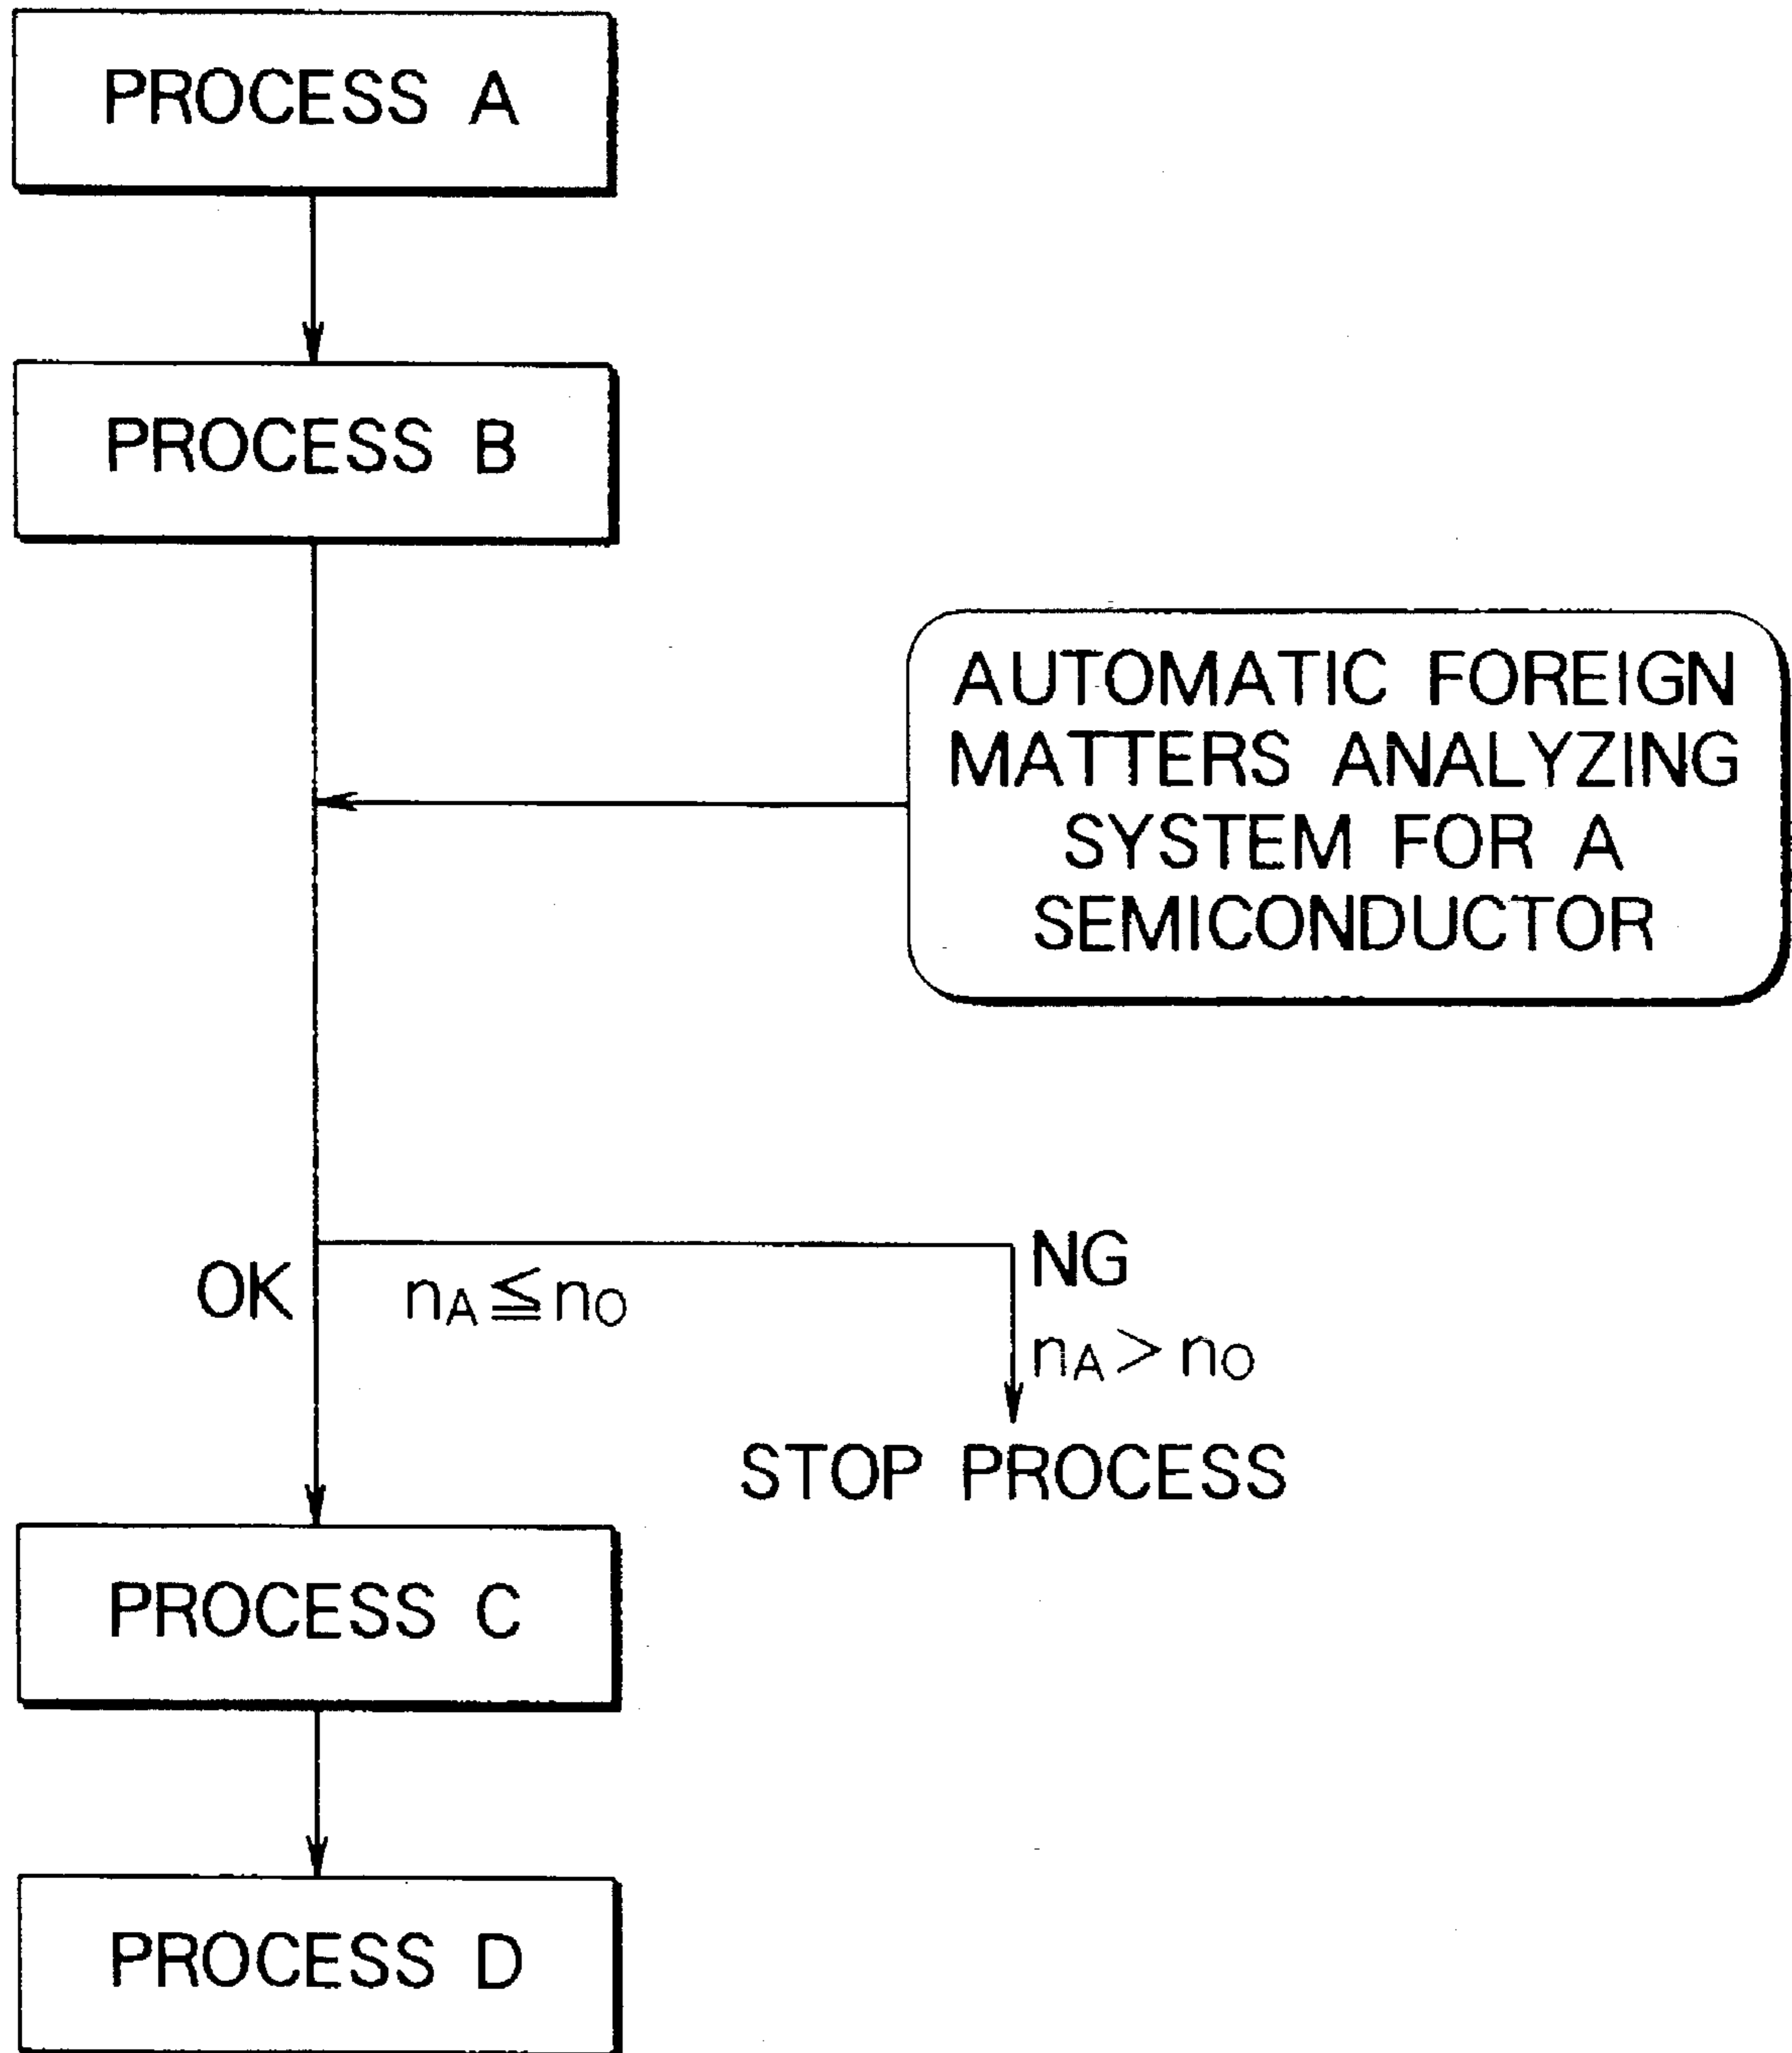 PROCESS A
PROCESS B
AUTOMATIC FOREIGN
MATTERS ANALYZING
SYSTEM FOR A
SEMICONDUCTOR
OK
nA≦nO
NG
nA>nO
STOP PROCESS
PROCESS C
PROCESS D